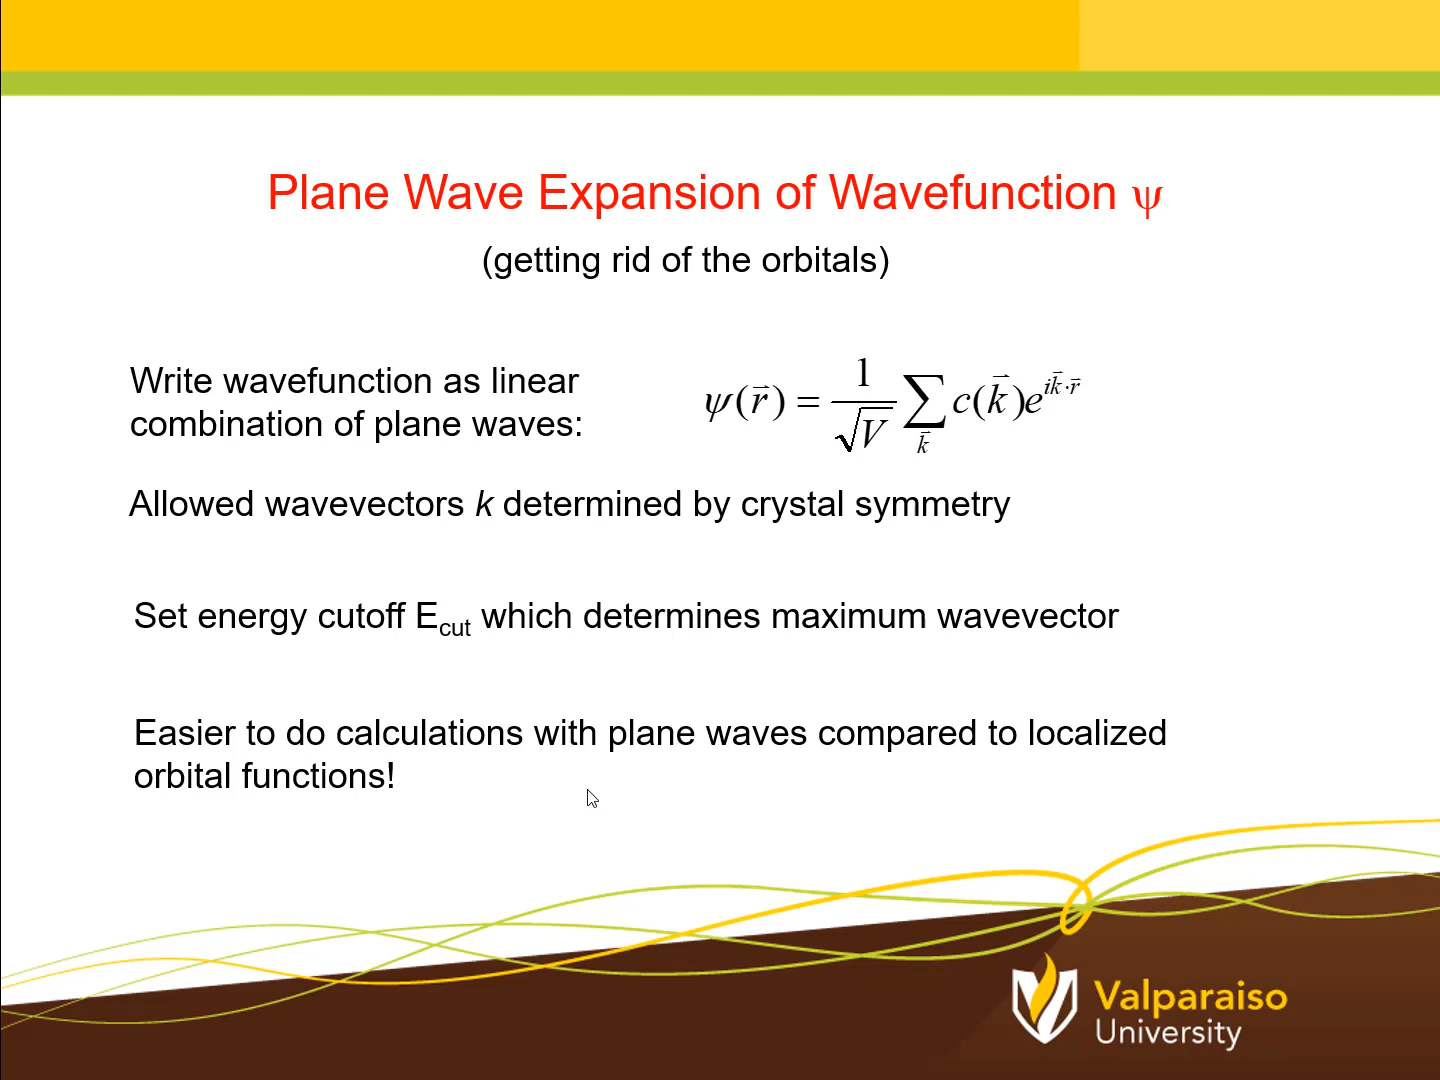 Plane Wave Expansion of Wavefunction ψ
(getting rid of the orbitals)
Write wavefunction as linear
combination of plane waves:
ψ(r⃗) = 1/√V ∑_k⃗ c(k⃗)e^{ik⃗·r⃗}
Allowed wavevectors k determined by crystal symmetry
Set energy cutoff E_cut which determines maximum wavevector
Easier to do calculations with plane waves compared to localized
orbital functions!
Valparaiso
University